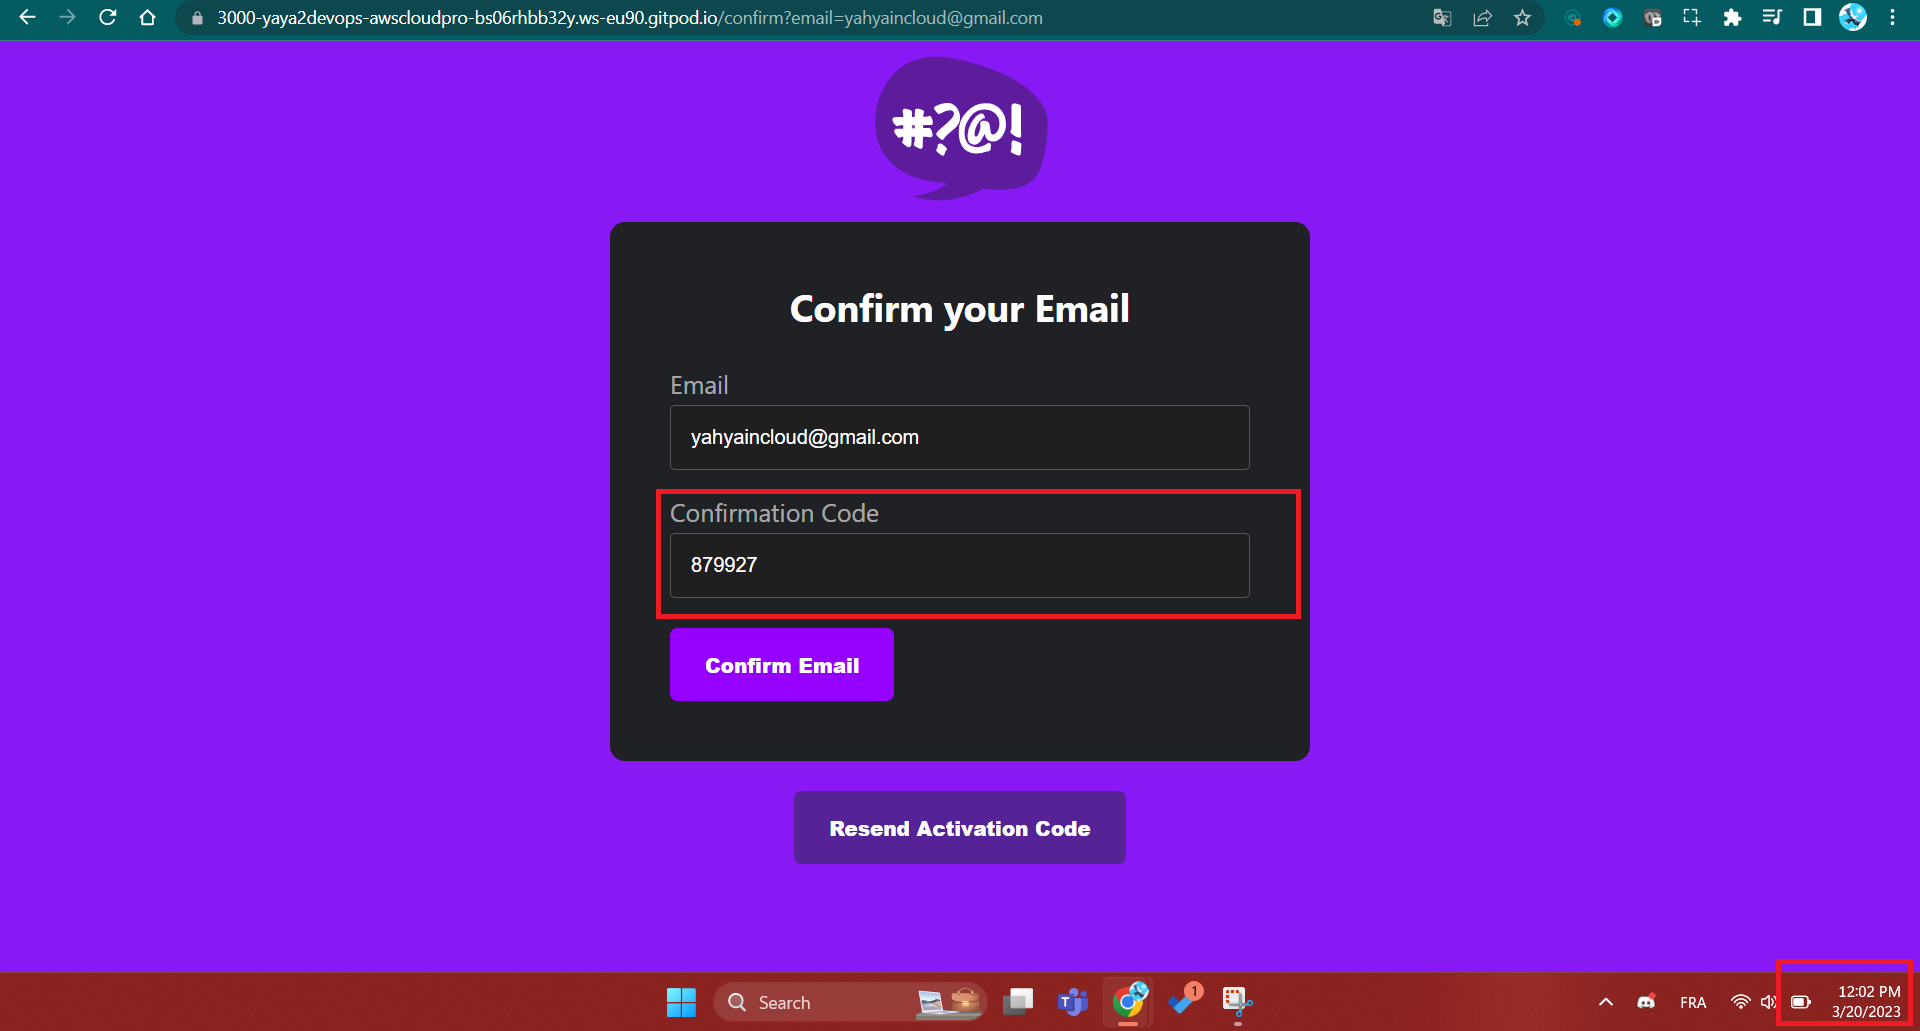 3000-yaya2devops-awscloudpro-bs06rhbb32y.ws-eu90.gitpod.io/confirm?email=yahyaincloud@gmail.com
#?@!
Confirm your Email
Email
yahyaincloud@gmail.com
Confirmation Code
879927
Confirm Email
Resend Activation Code
Search
1
FRA
12:02 PM
3/20/2023